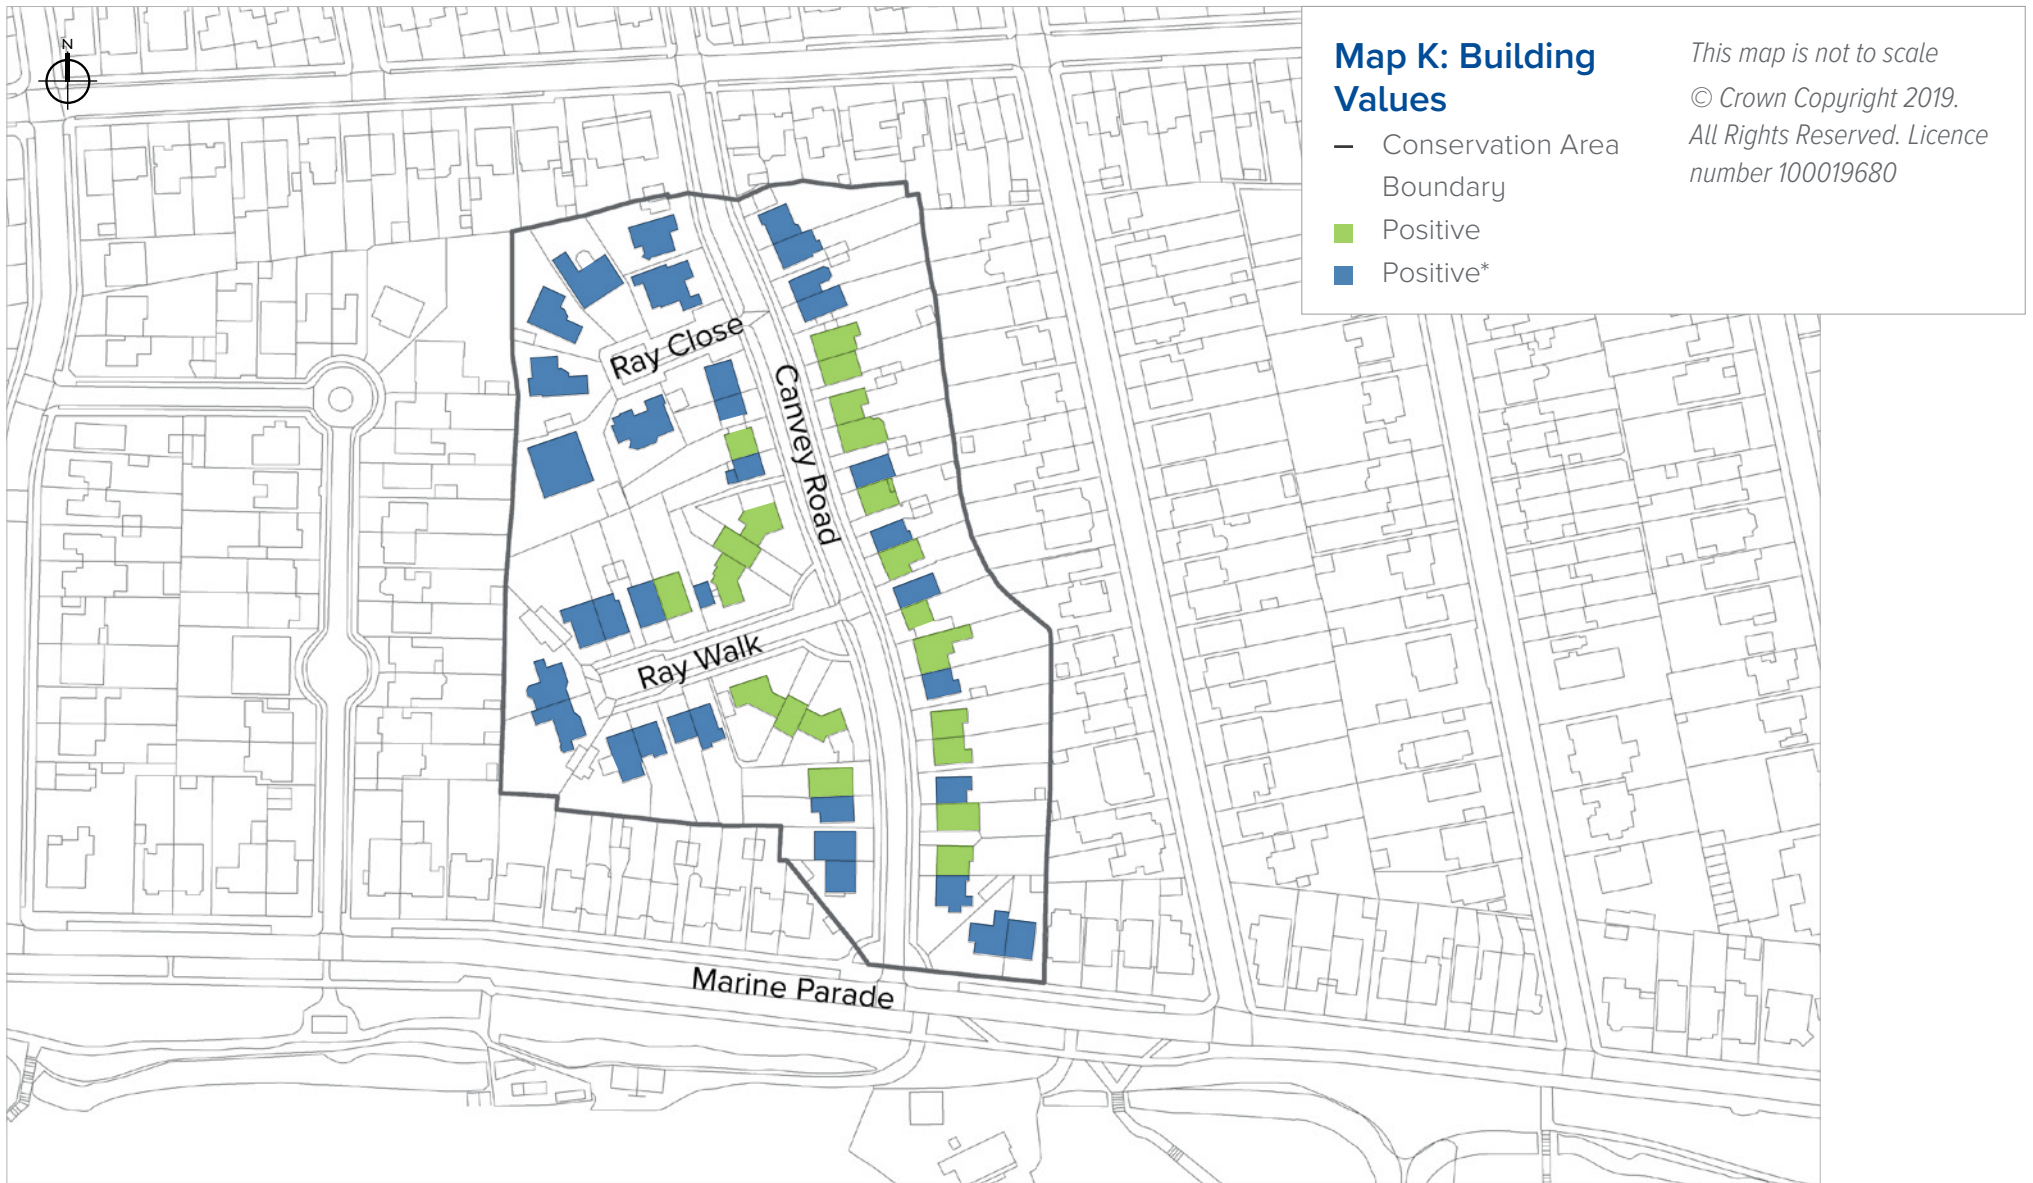 N
Map K: Building
Values
Conservation Area
Boundary
Positive
Positive*
This map is not to scale
© Crown Copyright 2019.
All Rights Reserved. Licence
number 100019680
Ray Close
Canvey Road
Ray Walk
Marine Parade